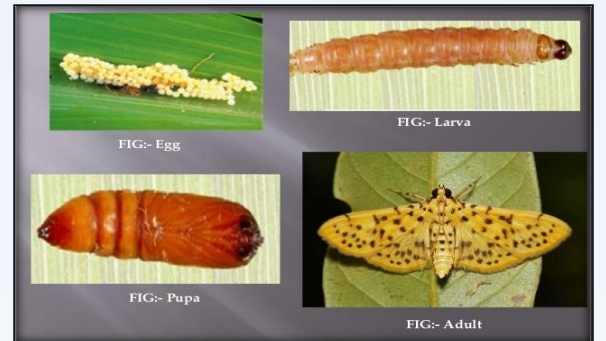 FIG:- Egg
FIG:- Larva
FIG:- Pupa
FIG:- Adult